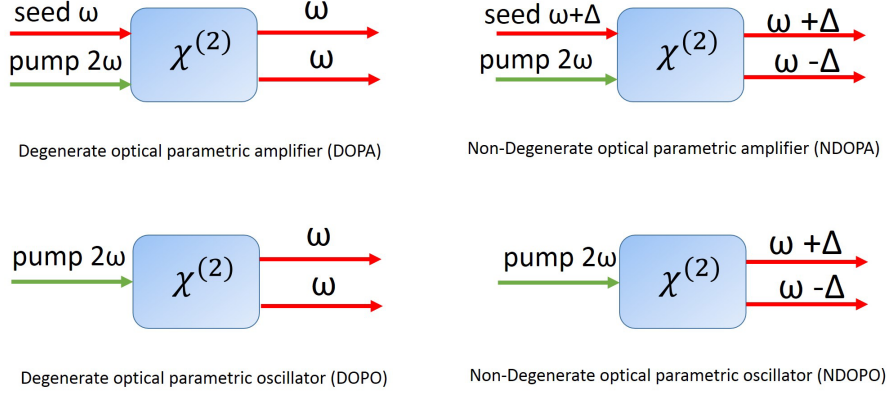 seed ω
pump 2ω
χ(2)
ω
ω
Degenerate optical parametric amplifier (DOPA)
seed ω+Δ
pump 2ω
χ(2)
ω +Δ
ω -Δ
Non-Degenerate optical parametric amplifier (NDOPA)
pump 2ω
χ(2)
ω
ω
Degenerate optical parametric oscillator (DOPO)
pump 2ω
χ(2)
ω +Δ
ω -Δ
Non-Degenerate optical parametric oscillator (NDOPO)